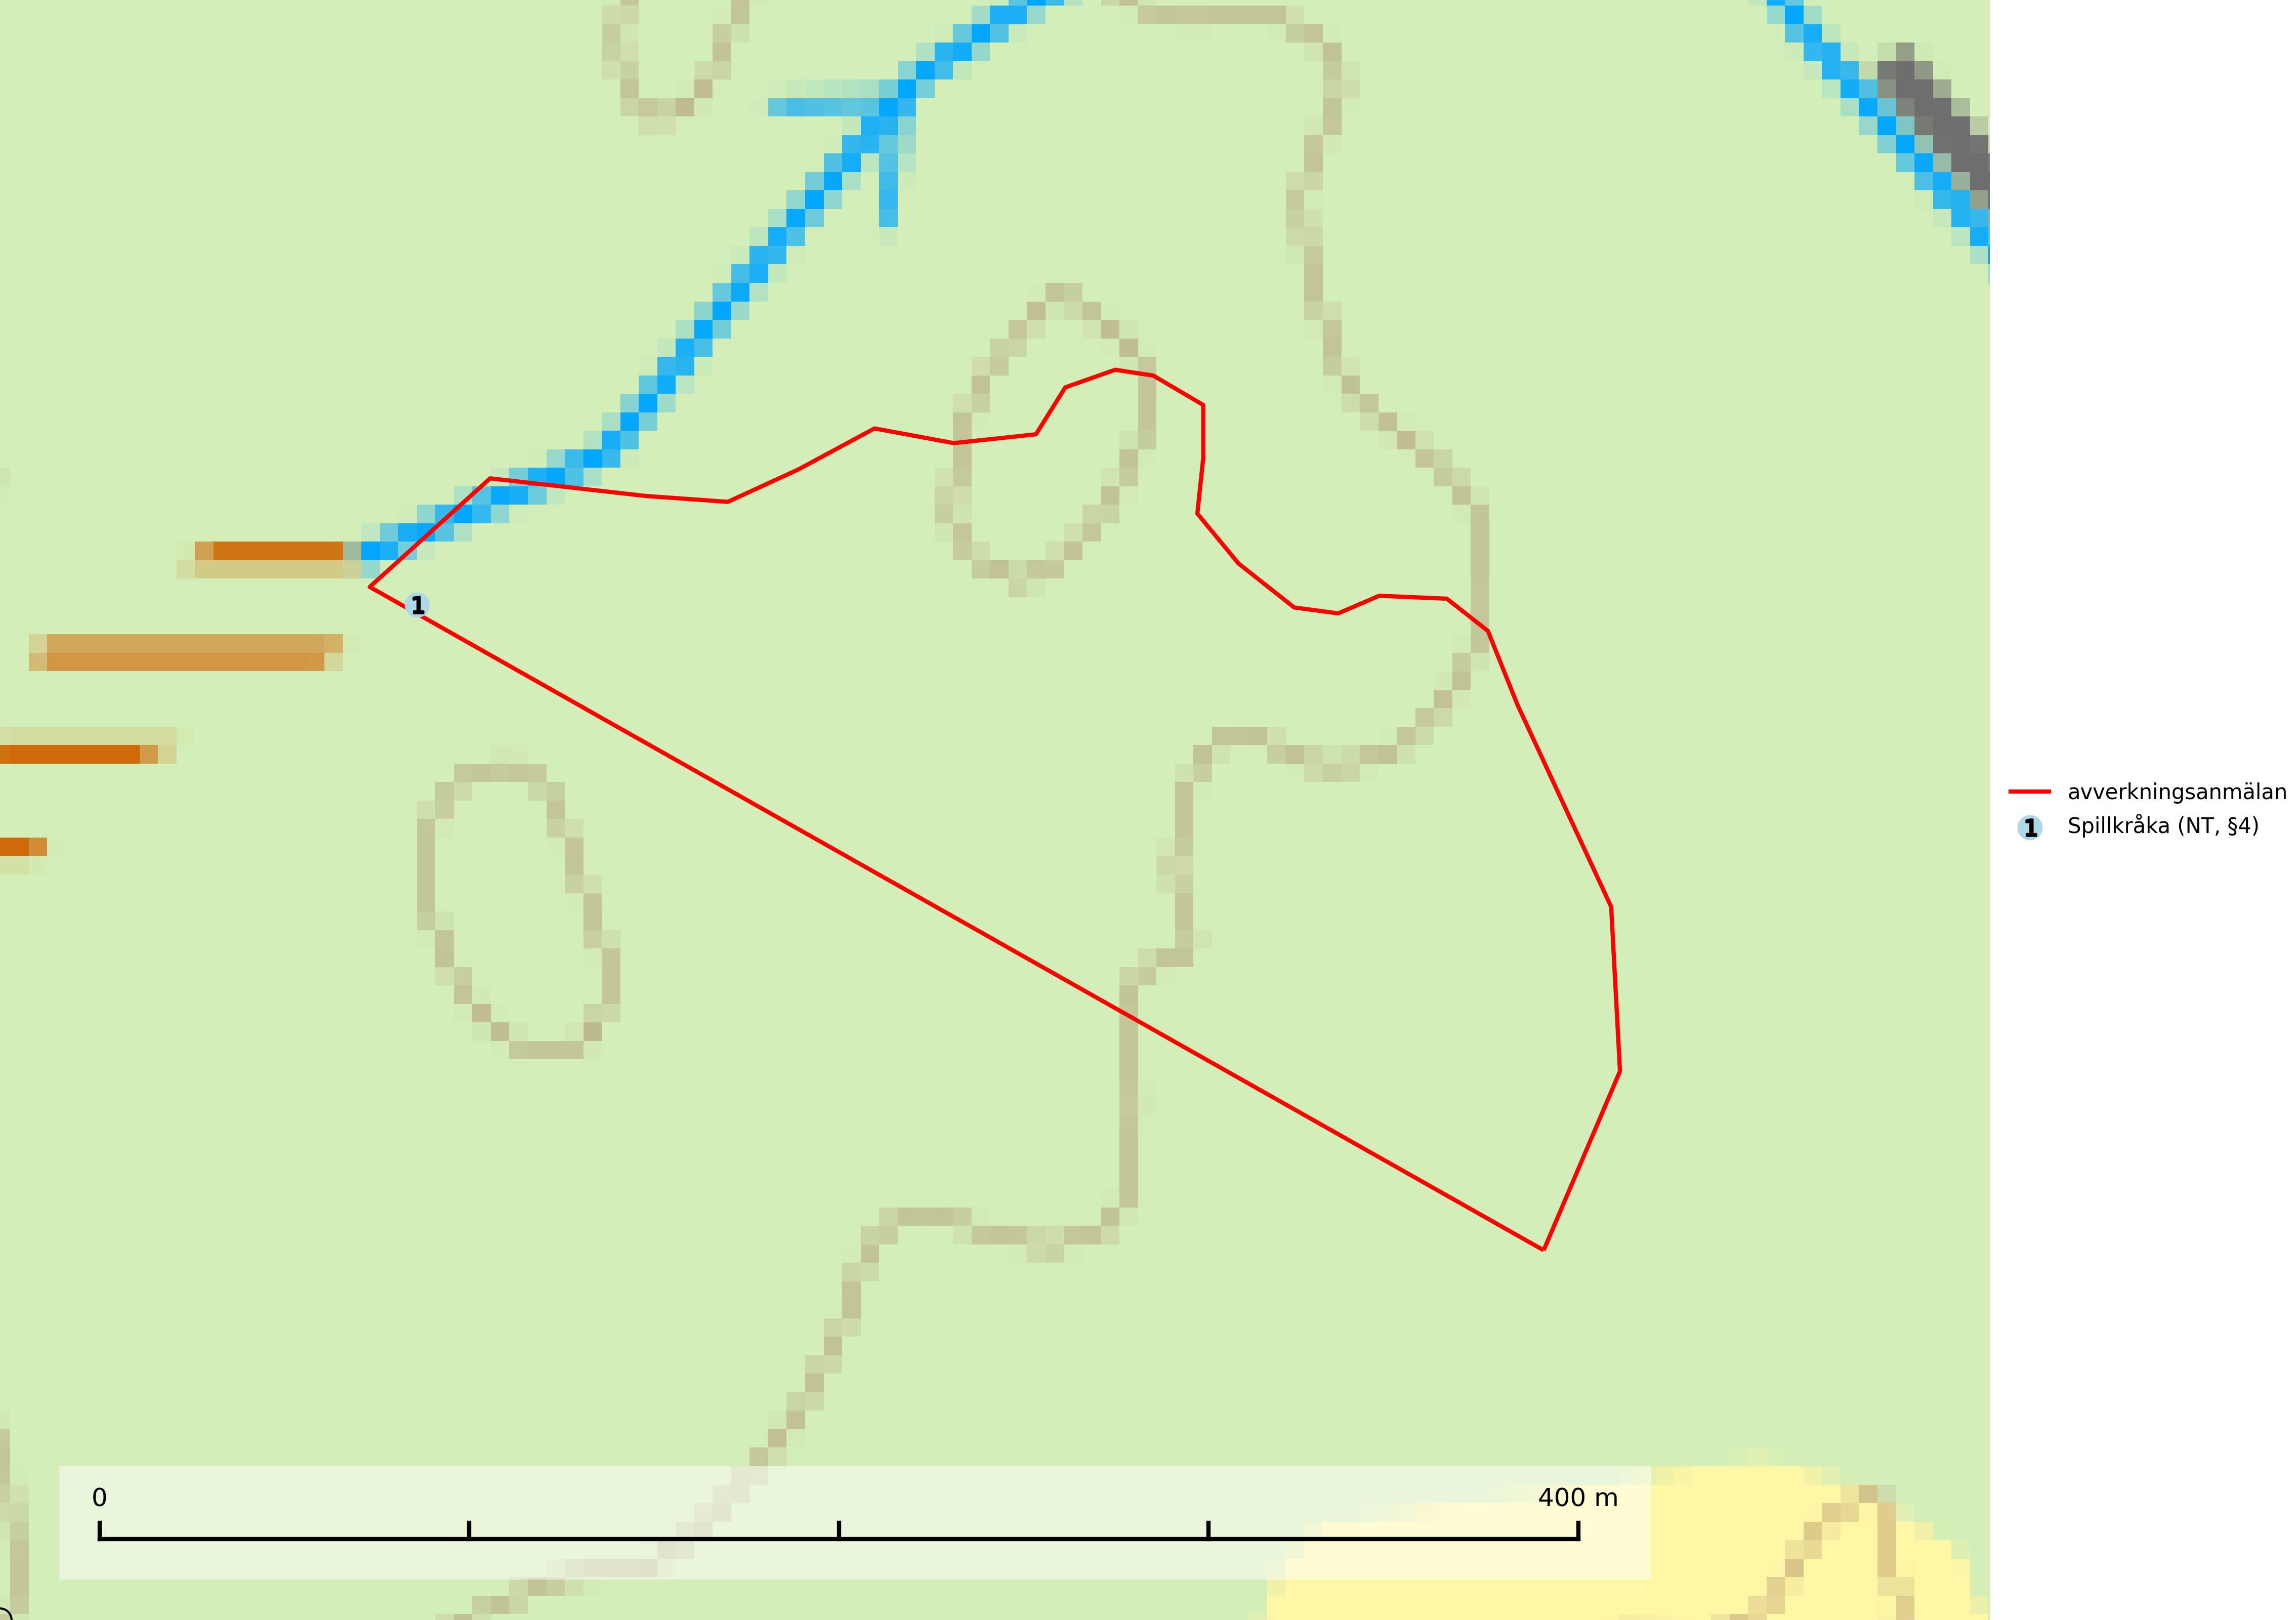 1
avverkningsanmälan
1 Spillkråka (NT, §4)
0 400 m